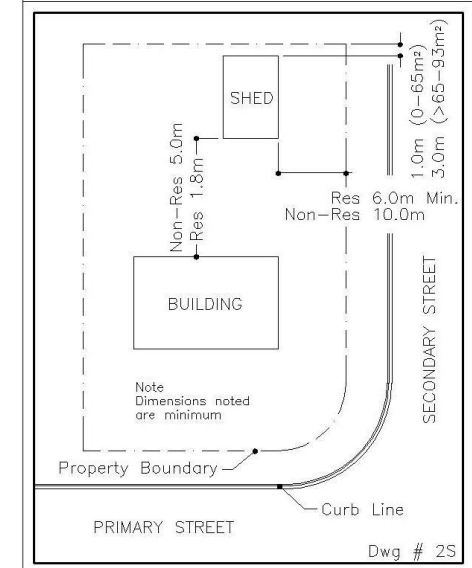 SHED
1.0m (0-65m²)
3.0m (>65-93m²)
Non-Res 5.0m
Res 1.8m
Res 6.0m Min.
Non-Res 10.0m
BUILDING
SECONDARY STREET
Note
Dimensions noted
are minimum
Property Boundary
Curb Line
PRIMARY STREET
Dwg # 2S